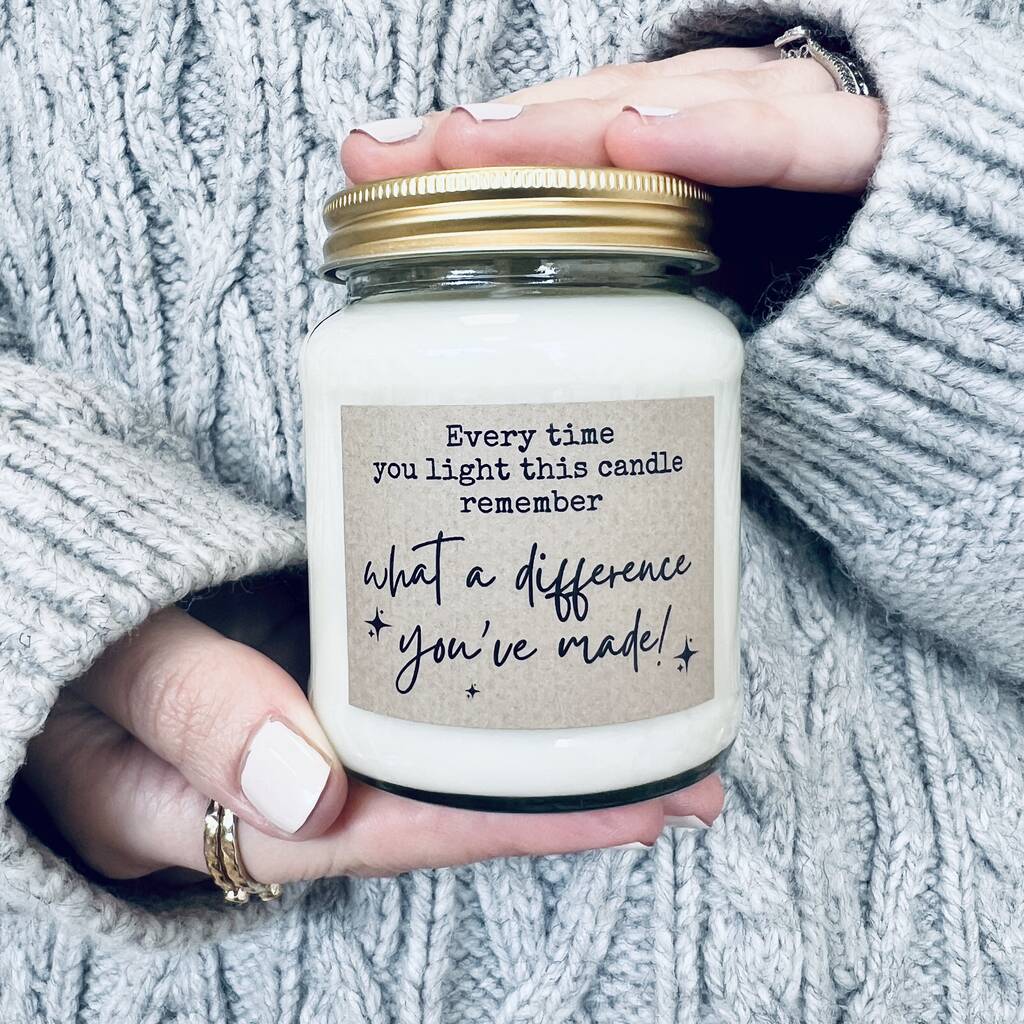 Every time
you light this candle
remember
what a difference
you've made!